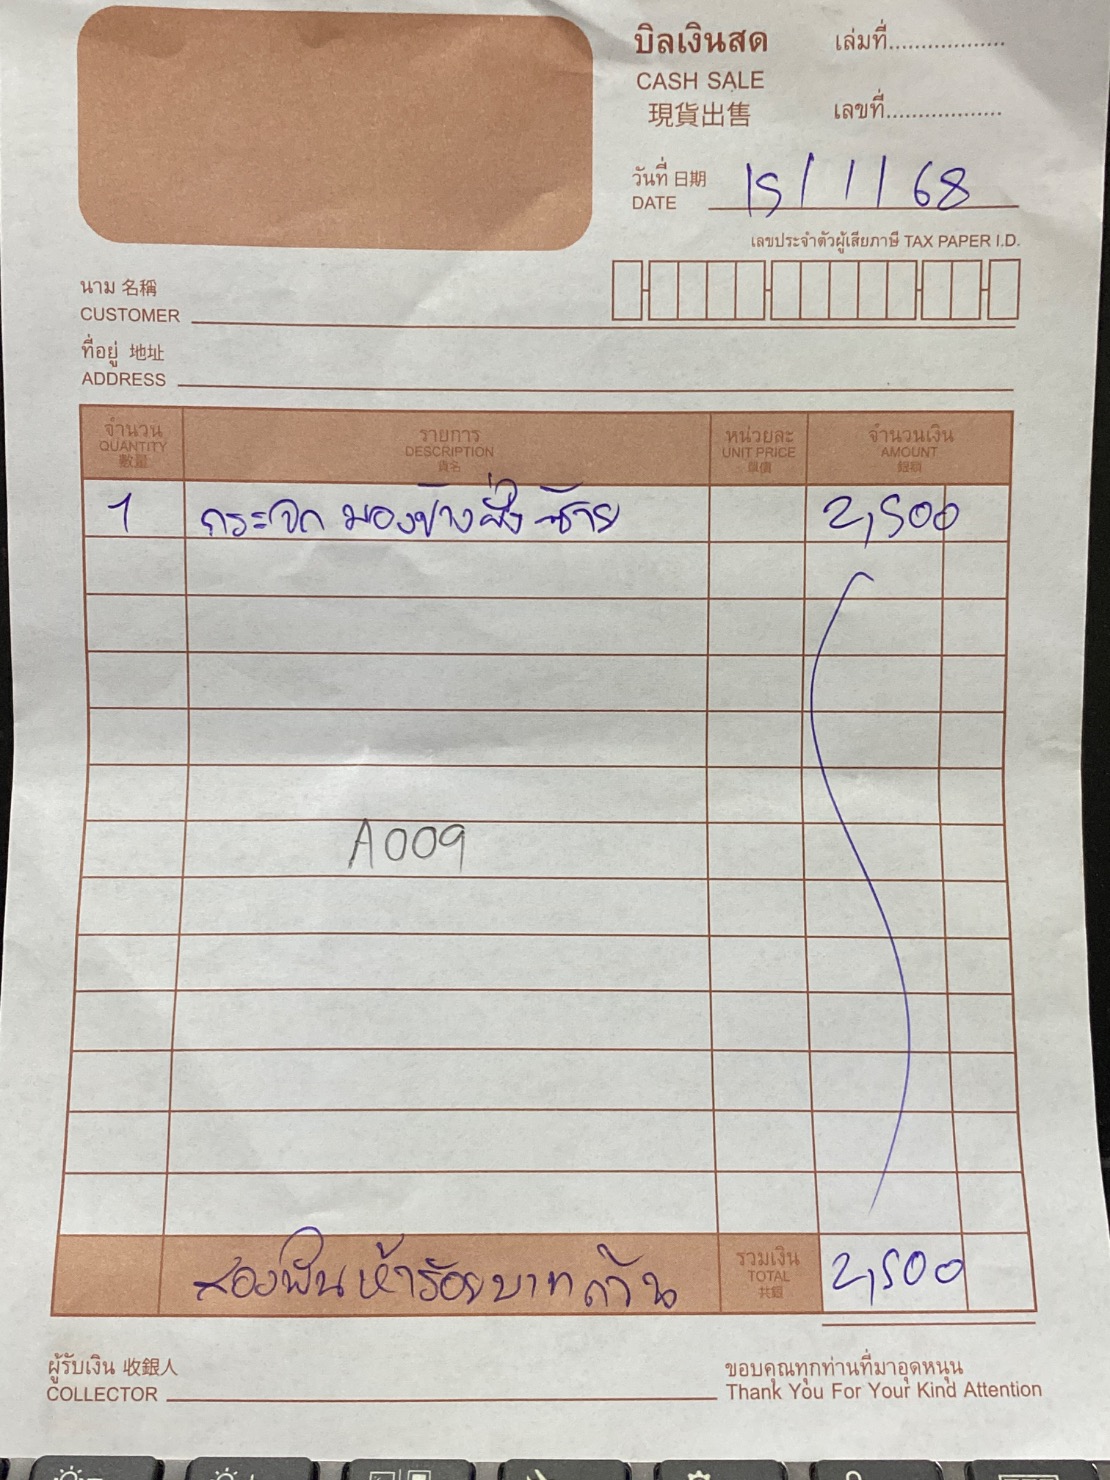 บิลเงินสด
CASH SALE
現貨出售
เล่มที่..................
เลขที่..................
วันที่ 日期
DATE 15/1/68
เลขประจำตัวผู้เสียภาษี TAX PAPER I.D.
นาม 名稱
CUSTOMER
ที่อยู่ 地址
ADDRESS
จำนวน รายการ หน่วยละ จำนวนเงิน
QUANTITY DESCRIPTION UNIT PRICE AMOUNT
數量 貨名 單價 銀額
1 กระจกมองข้างฝั่งซ้าย 2,500
A009
สองพันห้าร้อยบาทถ้วน
รวมเงิน
TOTAL 2,500
共銀
ผู้รับเงิน 收銀人
COLLECTOR
ขอบคุณทุกท่านที่มาอุดหนุน
Thank You For Your Kind Attention